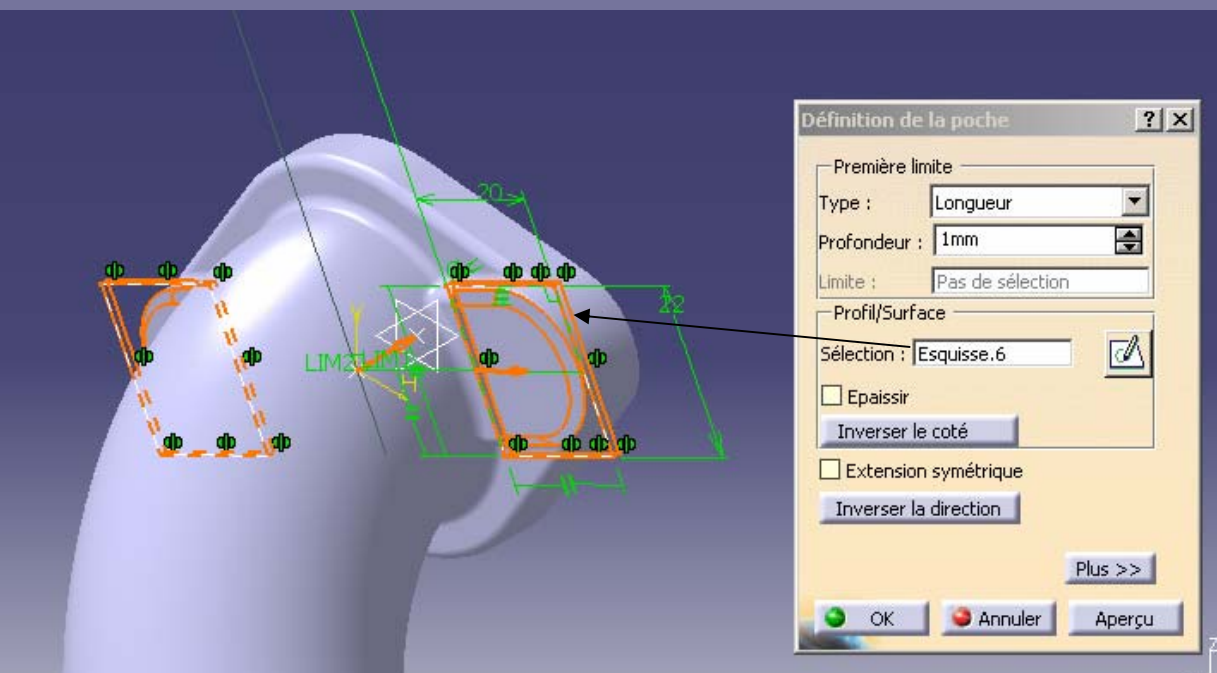 20
22
LIM2
LIM1
Y
H
Définition de la poche
Première limite
Type : Longueur
Profondeur : 1mm
Limite : Pas de sélection
Profil/Surface
Sélection : Esquisse.6
Epaissir
Inverser le coté
Extension symétrique
Inverser la direction
Plus >>
OK Annuler Aperçu
z